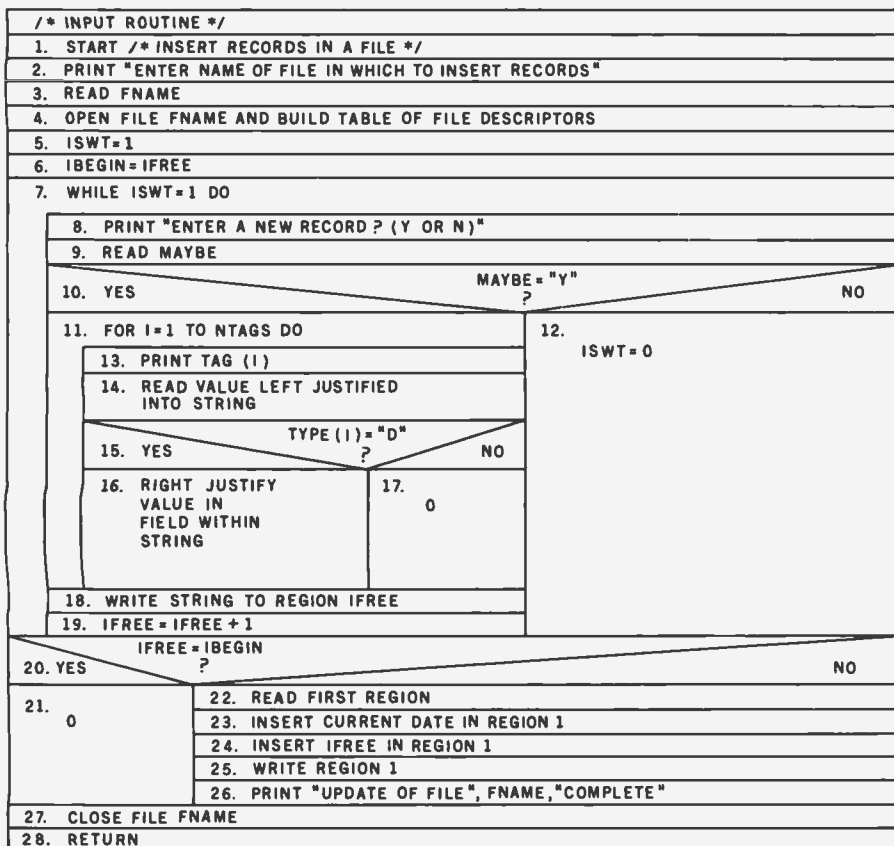 /* INPUT ROUTINE */
1. START /* INSERT RECORDS IN A FILE */
2. PRINT "ENTER NAME OF FILE IN WHICH TO INSERT RECORDS"
3. READ FNAME
4. OPEN FILE FNAME AND BUILD TABLE OF FILE DESCRIPTORS
5. ISWT=1
6. IBEGIN=IFREE
7. WHILE ISWT=1 DO
8. PRINT "ENTER A NEW RECORD? (Y OR N)"
9. READ MAYBE
MAYBE="Y"
10. YES ? NO
11. FOR I=1 TO NTAGS DO
12.
ISWT=0
13. PRINT TAG (I)
14. READ VALUE LEFT JUSTIFIED
INTO STRING
TYPE(I)="D"
15. YES ? NO
16. RIGHT JUSTIFY
VALUE IN
FIELD WITHIN
STRING
17.
0
18. WRITE STRING TO REGION IFREE
19. IFREE=IFREE+1
IFREE=IBEGIN
20. YES ? NO
21.
0
22. READ FIRST REGION
23. INSERT CURRENT DATE IN REGION 1
24. INSERT IFREE IN REGION 1
25. WRITE REGION 1
26. PRINT "UPDATE OF FILE", FNAME,"COMPLETE"
27. CLOSE FILE FNAME
28. RETURN